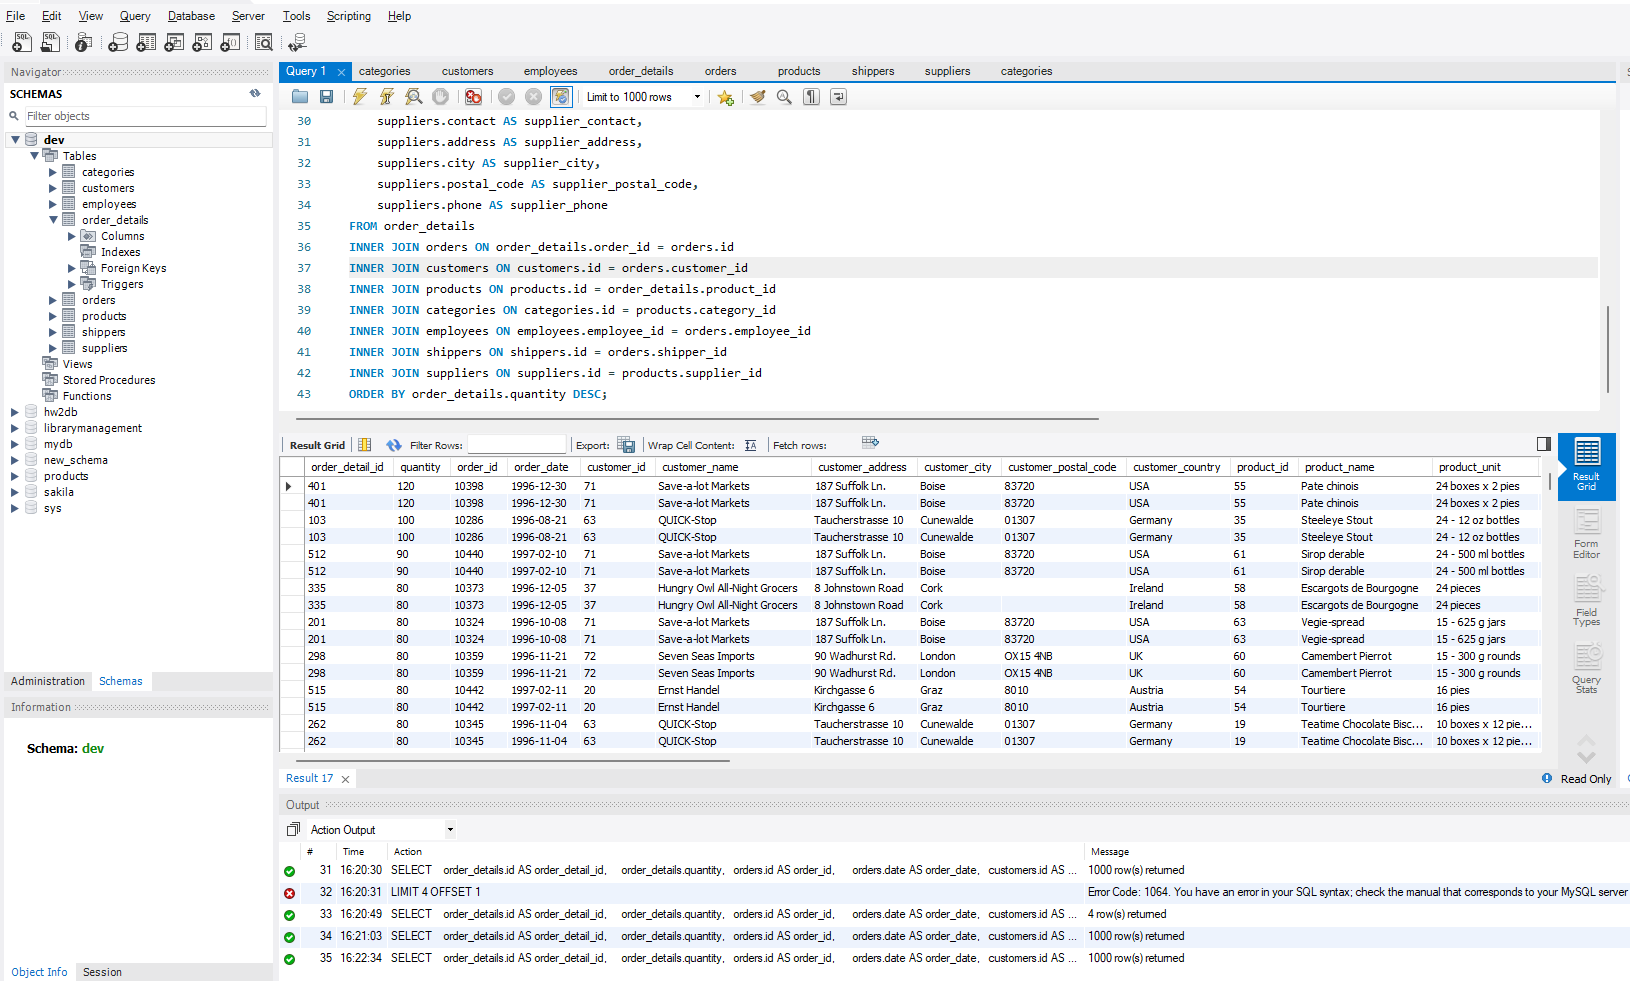 File Edit View Query Database Server Tools Scripting Help
Navigator
SCHEMAS
Filter objects
dev
Tables
categories
customers
employees
order_details
Columns
Indexes
Foreign Keys
Triggers
orders
products
shippers
suppliers
Views
Stored Procedures
Functions
hw2db
librarymanagement
mydb
new_schema
products
sakila
sys
Administration Schemas
Information
Schema: dev
Object Info Session
Query 1 categories customers employees order_details orders products shippers suppliers categories
Limit to 1000 rows
30 suppliers.contact AS supplier_contact,
31 suppliers.address AS supplier_address,
32 suppliers.city AS supplier_city,
33 suppliers.postal_code AS supplier_postal_code,
34 suppliers.phone AS supplier_phone
35 FROM order_details
36 INNER JOIN orders ON order_details.order_id = orders.id
37 INNER JOIN customers ON customers.id = orders.customer_id
38 INNER JOIN products ON products.id = order_details.product_id
39 INNER JOIN categories ON categories.id = products.category_id
40 INNER JOIN employees ON employees.employee_id = orders.employee_id
41 INNER JOIN shippers ON shippers.id = orders.shipper_id
42 INNER JOIN suppliers ON suppliers.id = products.supplier_id
43 ORDER BY order_details.quantity DESC;
Result Grid Filter Rows: Export: Wrap Cell Content: Fetch rows:
order_detail_id quantity order_id order_date customer_id customer_name customer_address customer_city customer_postal_code customer_country product_id product_name product_unit
401 120 10398 1996-12-30 71 Save-a-lot Markets 187 Suffolk Ln. Boise 83720 USA 55 Pate chinois 24 boxes x 2 pies
401 120 10398 1996-12-30 71 Save-a-lot Markets 187 Suffolk Ln. Boise 83720 USA 55 Pate chinois 24 boxes x 2 pies
103 100 10286 1996-08-21 63 QUICK-Stop Taucherstrasse 10 Cunewalde 01307 Germany 35 Steeleye Stout 24 - 12 oz bottles
103 100 10286 1996-08-21 63 QUICK-Stop Taucherstrasse 10 Cunewalde 01307 Germany 35 Steeleye Stout 24 - 12 oz bottles
512 90 10440 1997-02-10 71 Save-a-lot Markets 187 Suffolk Ln. Boise 83720 USA 61 Sirop derable 24 - 500 ml bottles
512 90 10440 1997-02-10 71 Save-a-lot Markets 187 Suffolk Ln. Boise 83720 USA 61 Sirop derable 24 - 500 ml bottles
335 80 10373 1996-12-05 37 Hungry Owl All-Night Grocers 8 Johnstown Road Cork Ireland 58 Escargots de Bourgogne 24 pieces
335 80 10373 1996-12-05 37 Hungry Owl All-Night Grocers 8 Johnstown Road Cork Ireland 58 Escargots de Bourgogne 24 pieces
201 80 10324 1996-10-08 71 Save-a-lot Markets 187 Suffolk Ln. Boise 83720 USA 63 Vegie-spread 15 - 625 g jars
201 80 10324 1996-10-08 71 Save-a-lot Markets 187 Suffolk Ln. Boise 83720 USA 63 Vegie-spread 15 - 625 g jars
298 80 10359 1996-11-21 72 Seven Seas Imports 90 Wadhurst Rd. London OX15 4NB UK 60 Camembert Pierrot 15 - 300 g rounds
298 80 10359 1996-11-21 72 Seven Seas Imports 90 Wadhurst Rd. London OX15 4NB UK 60 Camembert Pierrot 15 - 300 g rounds
515 80 10442 1997-02-11 20 Ernst Handel Kirchgasse 6 Graz 8010 Austria 54 Tourtiere 16 pies
515 80 10442 1997-02-11 20 Ernst Handel Kirchgasse 6 Graz 8010 Austria 54 Tourtiere 16 pies
262 80 10345 1996-11-04 63 QUICK-Stop Taucherstrasse 10 Cunewalde 01307 Germany 19 Teatime Chocolate Bisc... 10 boxes x 12 pie...
262 80 10345 1996-11-04 63 QUICK-Stop Taucherstrasse 10 Cunewalde 01307 Germany 19 Teatime Chocolate Bisc... 10 boxes x 12 pie...
Result
Grid
Form
Editor
Field
Types
Query
Stats
Result 17
Read Only
Output
Action Output
# Time Action Message
31 16:20:30 SELECT order_details.id AS order_detail_id, order_details.quantity, orders.id AS order_id, orders.date AS order_date, customers.id AS ... 1000 row(s) returned
32 16:20:31 LIMIT 4 OFFSET 1 Error Code: 1064. You have an error in your SQL syntax; check the manual that corresponds to your MySQL server
33 16:20:49 SELECT order_details.id AS order_detail_id, order_details.quantity, orders.id AS order_id, orders.date AS order_date, customers.id AS ... 4 row(s) returned
34 16:21:03 SELECT order_details.id AS order_detail_id, order_details.quantity, orders.id AS order_id, orders.date AS order_date, customers.id AS ... 1000 row(s) returned
35 16:22:34 SELECT order_details.id AS order_detail_id, order_details.quantity, orders.id AS order_id, orders.date AS order_date, customers.id AS ... 1000 row(s) returned